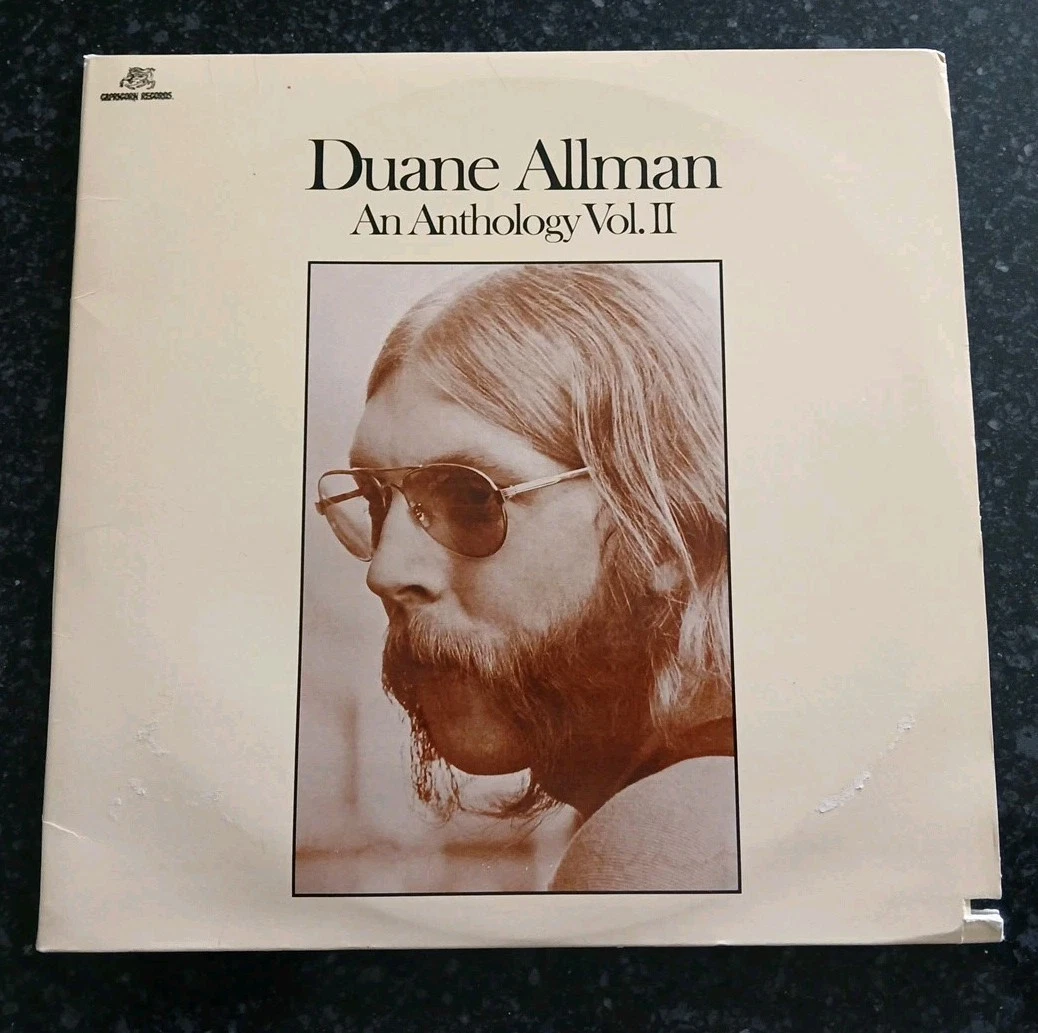 CAPRICORN RECORDS.
Duane Allman
An Anthology Vol. II